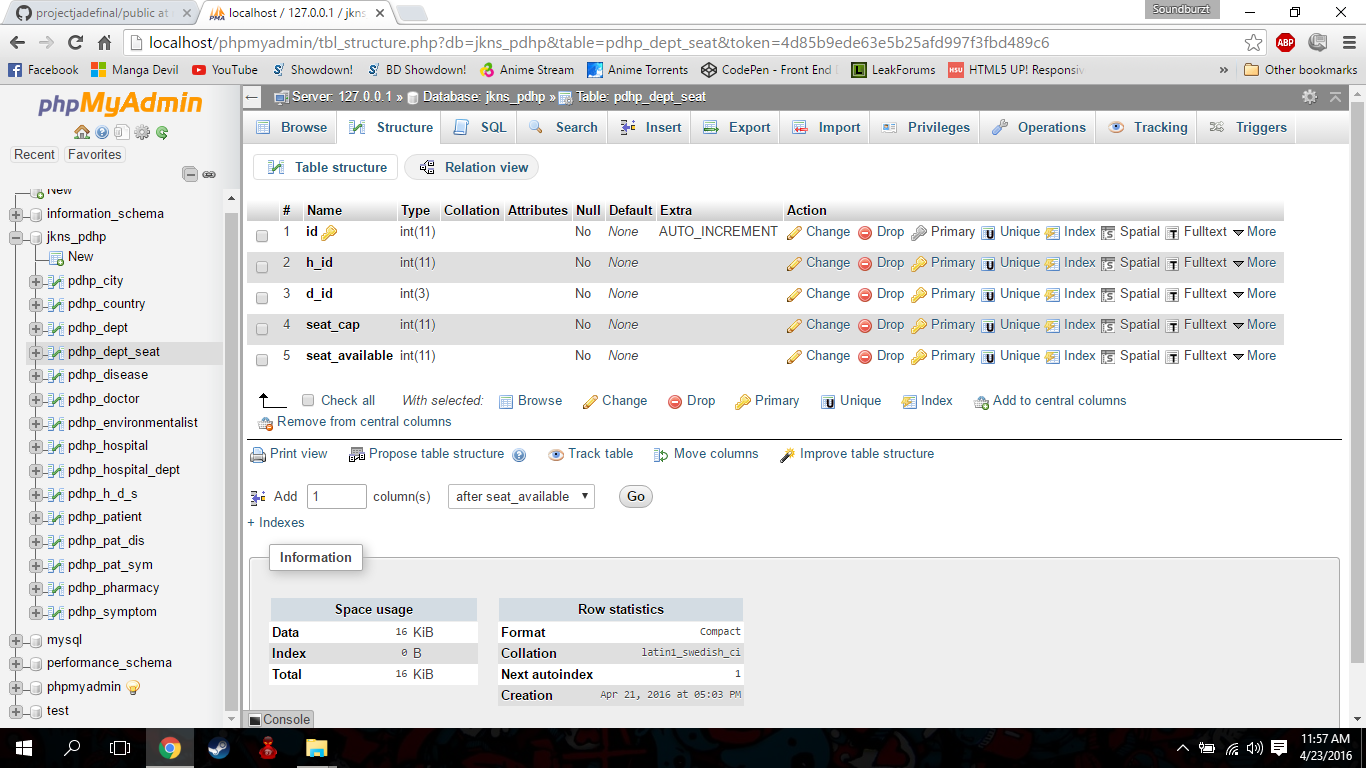 projectjadefinal/public at
localhost / 127.0.0.1 / jkns
Soundburzt
localhost/phpmyadmin/tbl_structure.php?db=jkns_pdhp&table=pdhp_dept_seat&token=4d85b9ede63e5b25afd997f3fbd489c6
ABP
Facebook Manga Devil YouTube Showdown! BD Showdown! Anime Stream Anime Torrents CodePen - Front End LeakForums HTML5 UP! Responsiv » Other bookmarks
phpMyAdmin
Recent Favorites
New
information_schema
jkns_pdhp
New
pdhp_city
pdhp_country
pdhp_dept
pdhp_dept_seat
pdhp_disease
pdhp_doctor
pdhp_environmentalist
pdhp_hospital
pdhp_hospital_dept
pdhp_h_d_s
pdhp_patient
pdhp_pat_dis
pdhp_pat_sym
pdhp_pharmacy
pdhp_symptom
mysql
performance_schema
phpmyadmin
test
Server: 127.0.0.1 » Database: jkns_pdhp » Table: pdhp_dept_seat
Browse Structure SQL Search Insert Export Import Privileges Operations Tracking Triggers
Table structure Relation view
# Name Type Collation Attributes Null Default Extra Action
1 id int(11) No None AUTO_INCREMENT Change Drop Primary Unique Index Spatial Fulltext More
2 h_id int(11) No None Change Drop Primary Unique Index Spatial Fulltext More
3 d_id int(3) No None Change Drop Primary Unique Index Spatial Fulltext More
4 seat_cap int(11) No None Change Drop Primary Unique Index Spatial Fulltext More
5 seat_available int(11) No None Change Drop Primary Unique Index Spatial Fulltext More
Check all With selected: Browse Change Drop Primary Unique Index Add to central columns
Remove from central columns
Print view Propose table structure Track table Move columns Improve table structure
Add 1 column(s) after seat_available Go
+ Indexes
Information
Space usage
Data 16 KiB
Index 0 B
Total 16 KiB
Row statistics
Format Compact
Collation latin1_swedish_ci
Next autoindex 1
Creation Apr 21, 2016 at 05:03 PM
Console
11:57 AM
4/23/2016